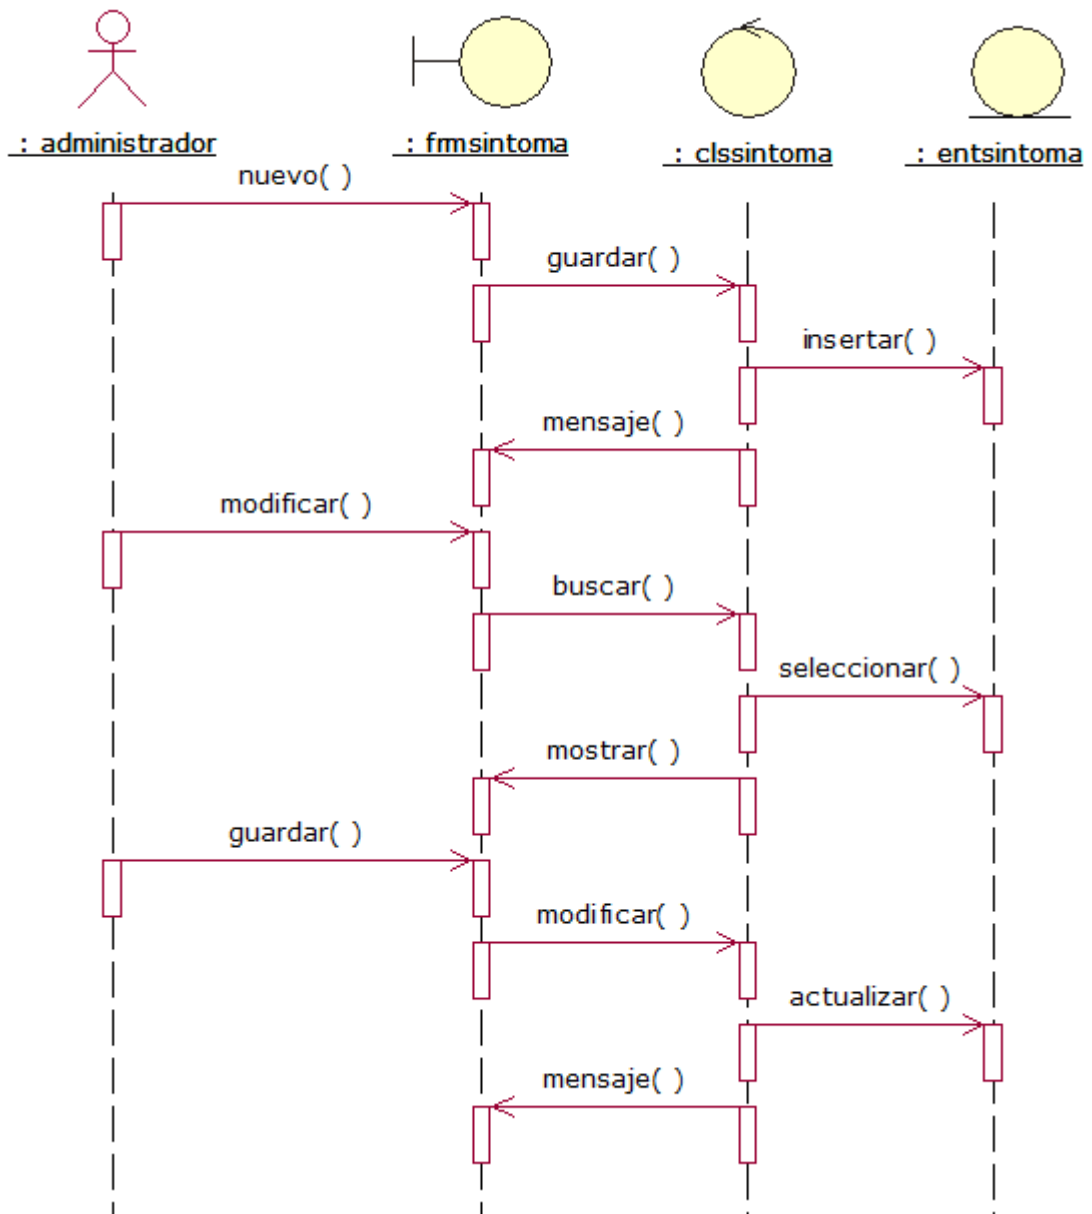 : administrador
: frmsintoma
: clssintoma
: entsintoma
nuevo( )
guardar( )
insertar( )
mensaje( )
modificar( )
buscar( )
seleccionar( )
mostrar( )
guardar( )
modificar( )
actualizar( )
mensaje( )